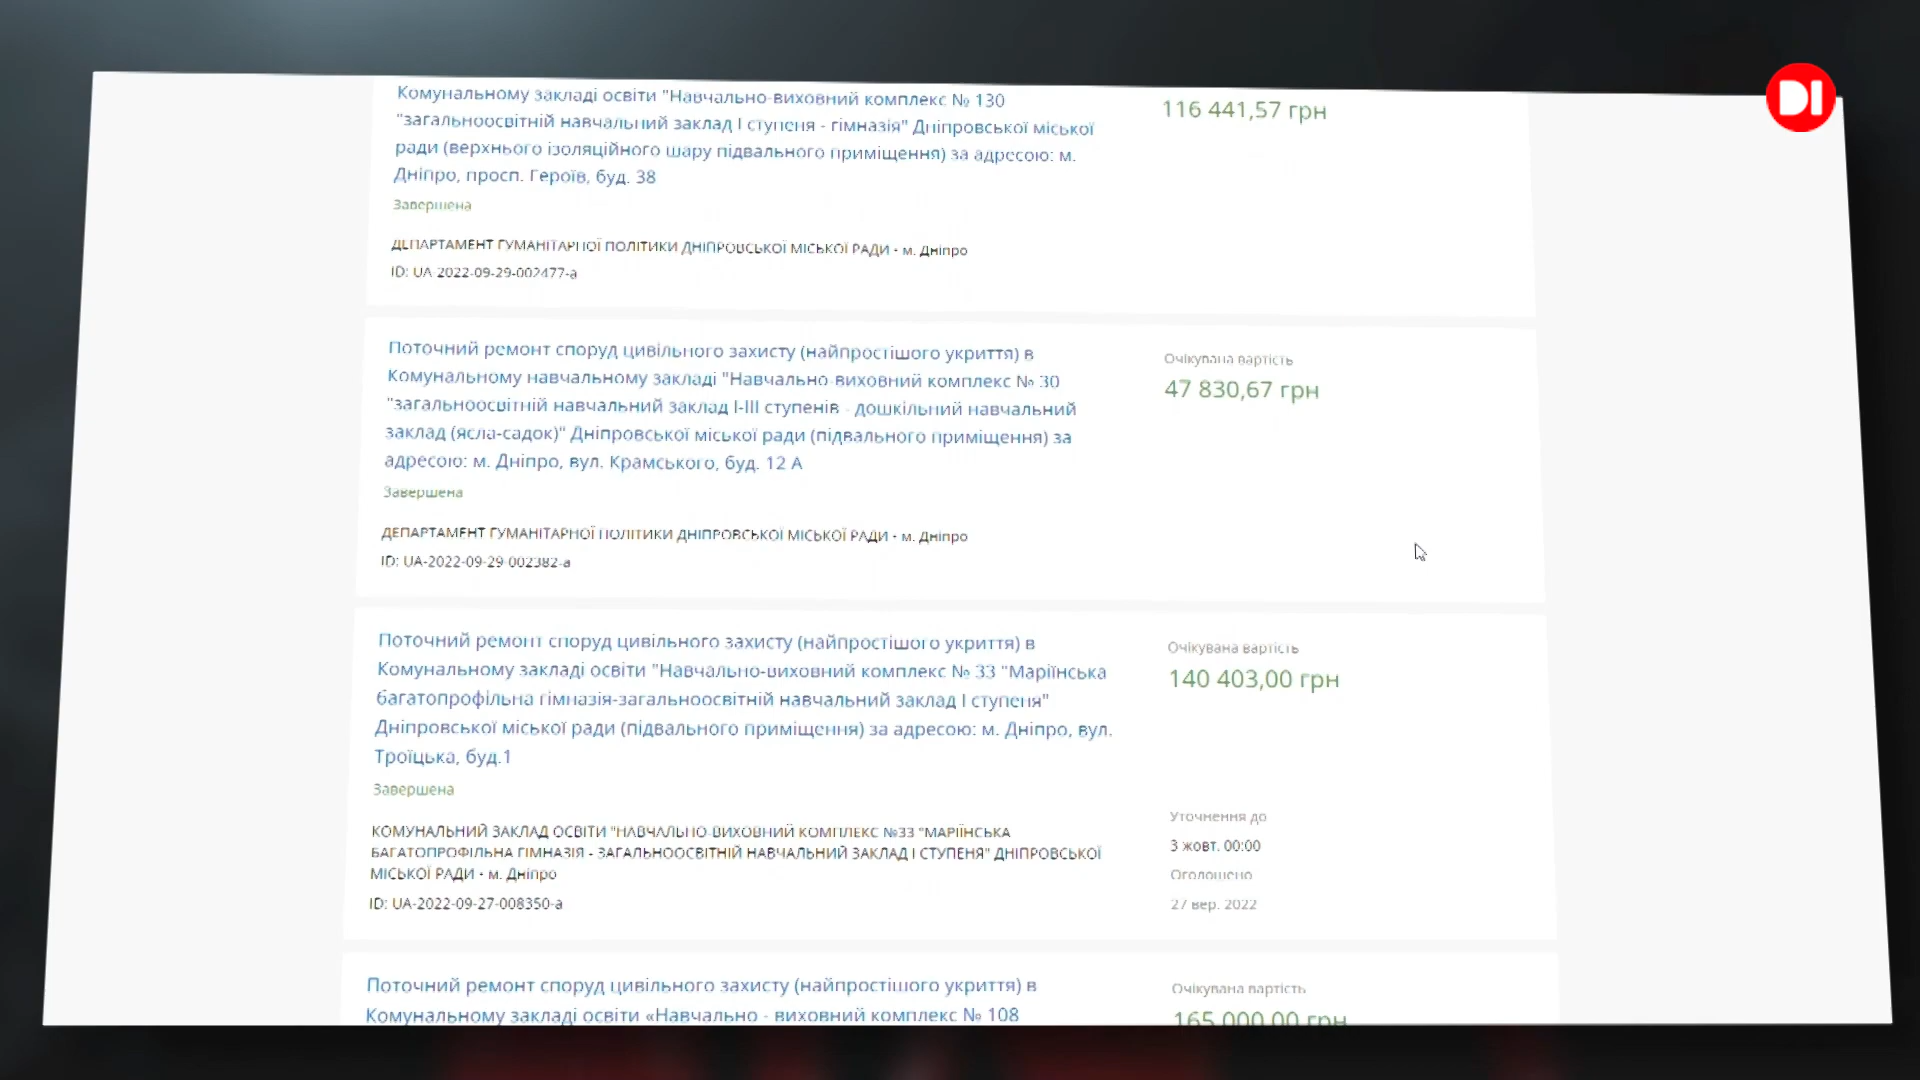 DI
Комунальному закладі освіти "Навчально-виховний комплекс № 130
"загальноосвітній навчальний заклад І ступеня - гімназія" Дніпровської міської
ради (верхнього ізоляційного шару підвального приміщення) за адресою: м.
Дніпро, просп. Героїв, буд. 38
116 441,57 грн
Завершена
ДЕПАРТАМЕНТ ГУМАНІТАРНОЇ ПОЛІТИКИ ДНІПРОВСЬКОЇ МІСЬКОЇ РАДИ • м. Дніпро
ID: UA-2022-09-29-002477-a
Поточний ремонт споруд цивільного захисту (найпростішого укриття) в
Комунальному навчальному закладі "Навчально-виховний комплекс № 30
"загальноосвітній навчальний заклад І-ІІІ ступенів - дошкільний навчальний
заклад (ясла-садок)" Дніпровської міської ради (підвального приміщення) за
адресою: м. Дніпро, вул. Крамського, буд. 12 А
Очікувана вартість
47 830,67 грн
Завершена
ДЕПАРТАМЕНТ ГУМАНІТАРНОЇ ПОЛІТИКИ ДНІПРОВСЬКОЇ МІСЬКОЇ РАДИ • м. Дніпро
ID: UA-2022-09-29-002382-a
Поточний ремонт споруд цивільного захисту (найпростішого укриття) в
Комунальному закладі освіти "Навчально-виховний комплекс № 33 "Маріїнська
багатопрофільна гімназія-загальноосвітній навчальний заклад І ступеня"
Дніпровської міської ради (підвального приміщення) за адресою: м. Дніпро, вул.
Троїцька, буд.1
Очікувана вартість
140 403,00 грн
Завершена
КОМУНАЛЬНИЙ ЗАКЛАД ОСВІТИ "НАВЧАЛЬНО-ВИХОВНИЙ КОМПЛЕКС №33 "МАРІЇНСЬКА
БАГАТОПРОФІЛЬНА ГІМНАЗІЯ - ЗАГАЛЬНООСВІТНІЙ НАВЧАЛЬНИЙ ЗАКЛАД І СТУПЕНЯ" ДНІПРОВСЬКОЇ
МІСЬКОЇ РАДИ • м. Дніпро
ID: UA-2022-09-27-008350-a
Уточнення до
3 жовт. 00:00
Оголошено
27 вер. 2022
Поточний ремонт споруд цивільного захисту (найпростішого укриття) в
Комунальному закладі освіти «Навчально - виховний комплекс № 108
Очікувана вартість
165 000,00 грн